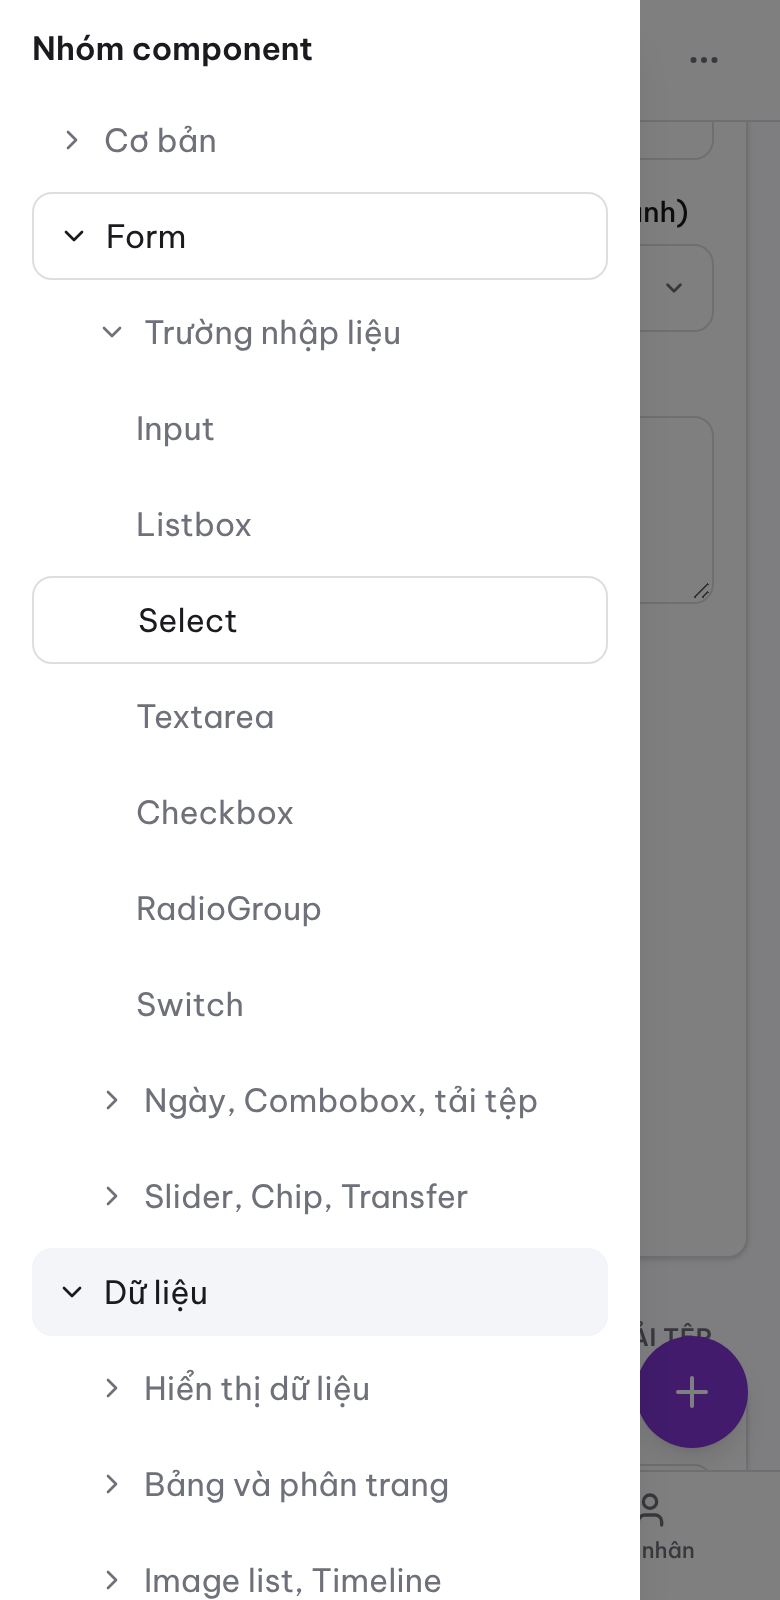 Nhóm component
Cơ bản
Form
Trường nhập liệu
Input
Listbox
Select
Textarea
Checkbox
RadioGroup
Switch
Ngày, Combobox, tải tệp
Slider, Chip, Transfer
Dữ liệu
Hiển thị dữ liệu
Bảng và phân trang
Image list, Timeline
nhân